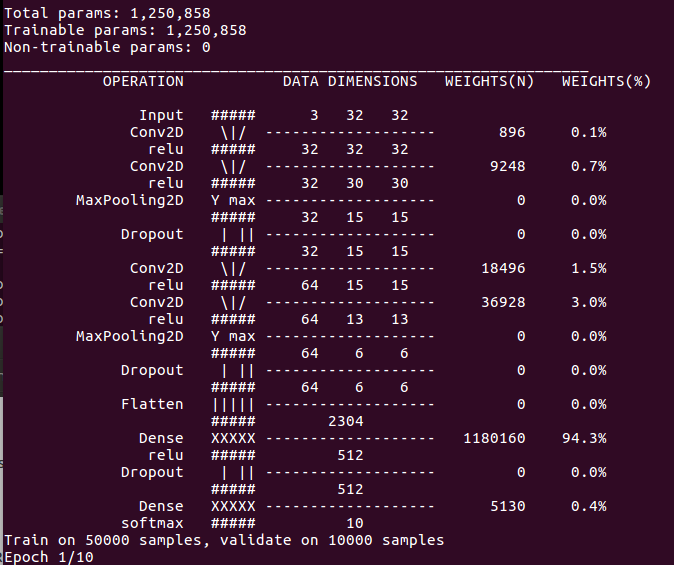 Total params: 1,250,858
Trainable params: 1,250,858
Non-trainable params: 0
_________________________________________________________________
           OPERATION           DATA DIMENSIONS   WEIGHTS(N)   WEIGHTS(%)

               Input   #####      3   32   32
              Conv2D    \|/  -------------------       896     0.1%
                relu   #####     32   32   32
              Conv2D    \|/  -------------------      9248     0.7%
                relu   #####     32   30   30
        MaxPooling2D   Y max -------------------         0     0.0%
                       #####     32   15   15
             Dropout    | || -------------------         0     0.0%
                       #####     32   15   15
              Conv2D    \|/  -------------------     18496     1.5%
                relu   #####     64   15   15
              Conv2D    \|/  -------------------     36928     3.0%
                relu   #####     64   13   13
        MaxPooling2D   Y max -------------------         0     0.0%
                       #####     64    6    6
             Dropout    | || -------------------         0     0.0%
                       #####     64    6    6
             Flatten   ||||| -------------------         0     0.0%
                       #####        2304
               Dense   XXXXX -------------------   1180160    94.3%
                relu   #####         512
             Dropout    | || -------------------         0     0.0%
                       #####         512
               Dense   XXXXX -------------------      5130     0.4%
             softmax   #####          10
Train on 50000 samples, validate on 10000 samples
Epoch 1/10